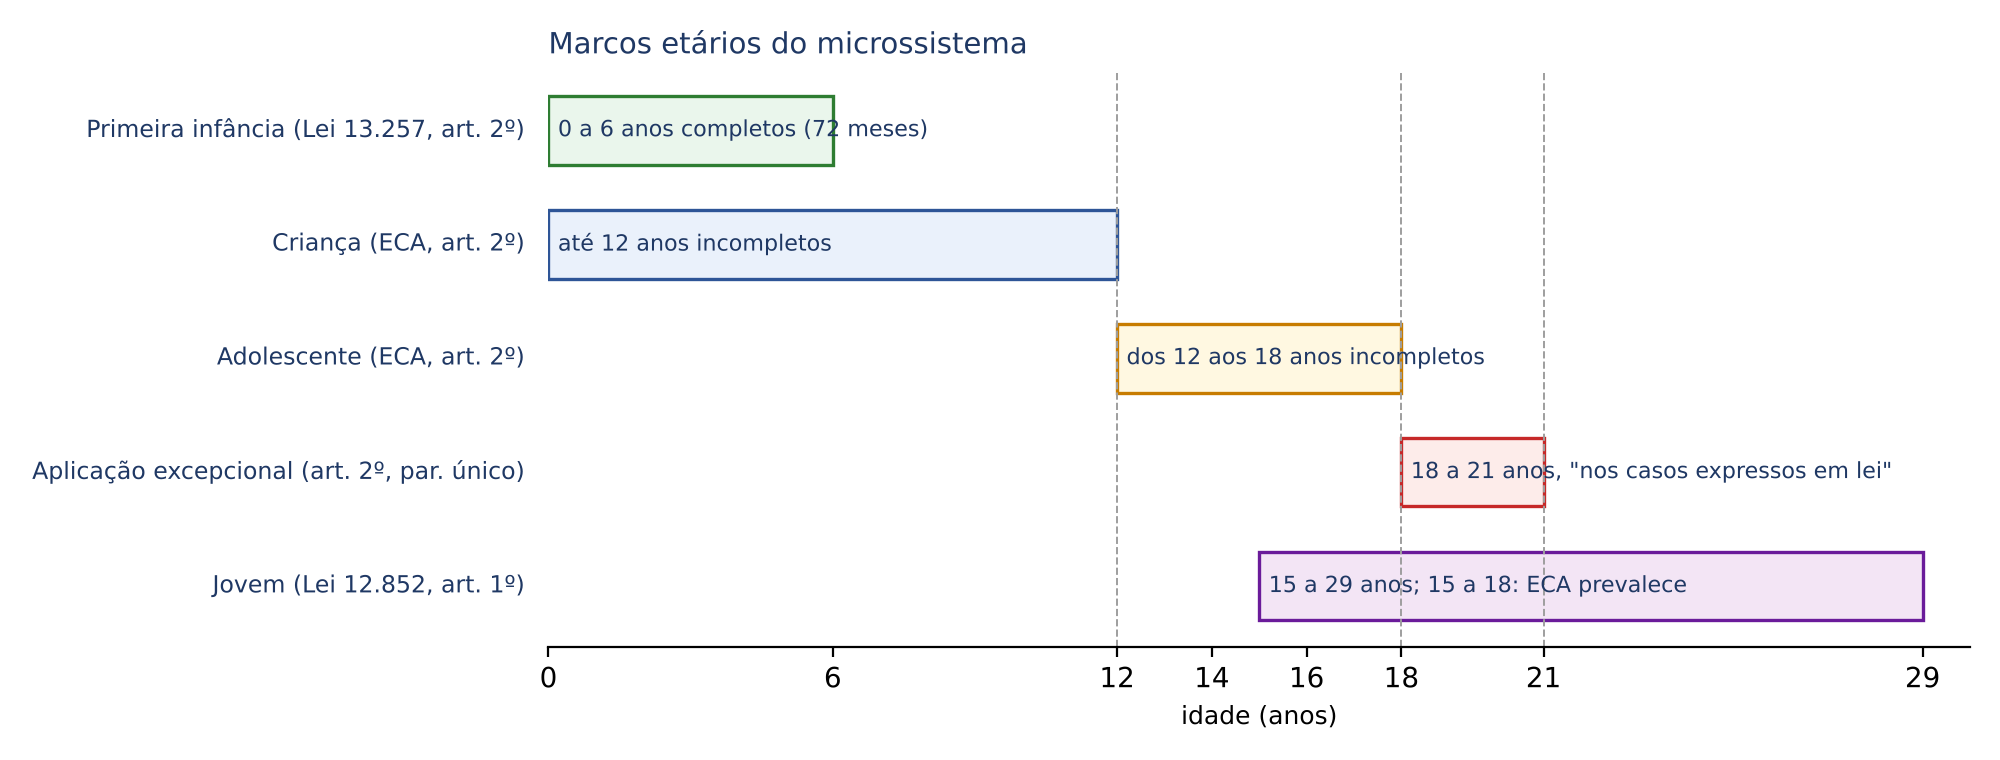 Marcos etários do microssistema
Primeira infância (Lei 13.257, art. 2º)
0 a 6 anos completos (72 meses)
Criança (ECA, art. 2º)
até 12 anos incompletos
Adolescente (ECA, art. 2º)
dos 12 aos 18 anos incompletos
Aplicação excepcional (art. 2º, par. único)
18 a 21 anos, "nos casos expressos em lei"
Jovem (Lei 12.852, art. 1º)
15 a 29 anos; 15 a 18: ECA prevalece
0 6 12 14 16 18 21 29
idade (anos)